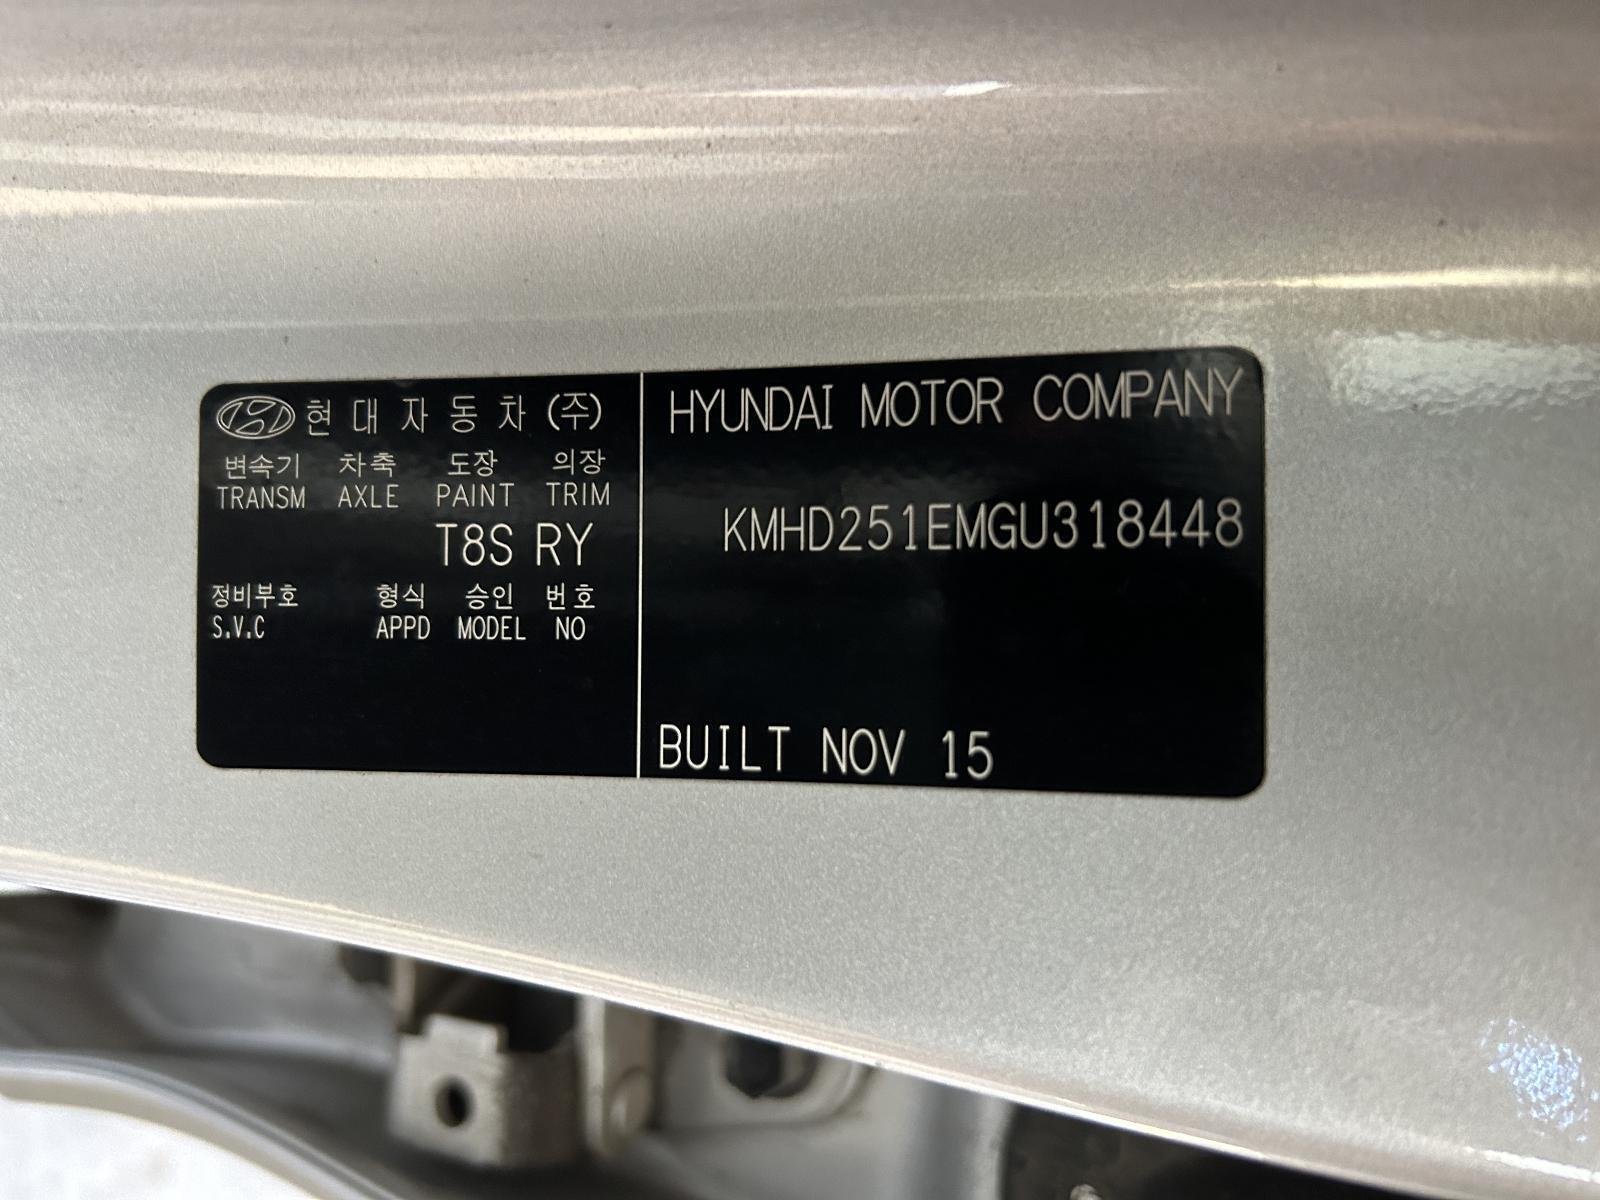 현대자동차(주)
변속기 차축 도장 의장
TRANSM AXLE PAINT TRIM
T8S RY
정비부호 형식 승인 번호
S.V.C APPD MODEL NO
HYUNDAI MOTOR COMPANY
KMHD251EMGU318448
BUILT NOV 15